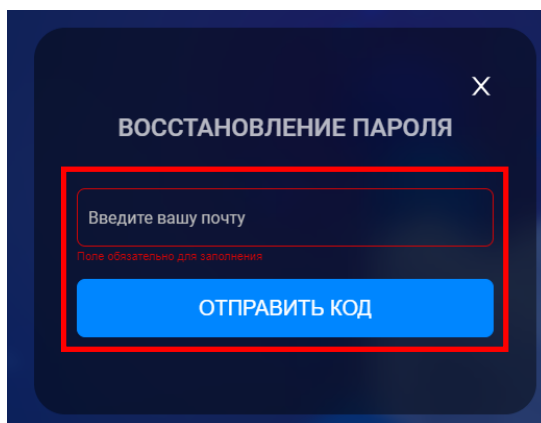 X
ВОССТАНОВЛЕНИЕ ПАРОЛЯ
Введите вашу почту
Поле обязательно для заполнения
ОТПРАВИТЬ КОД